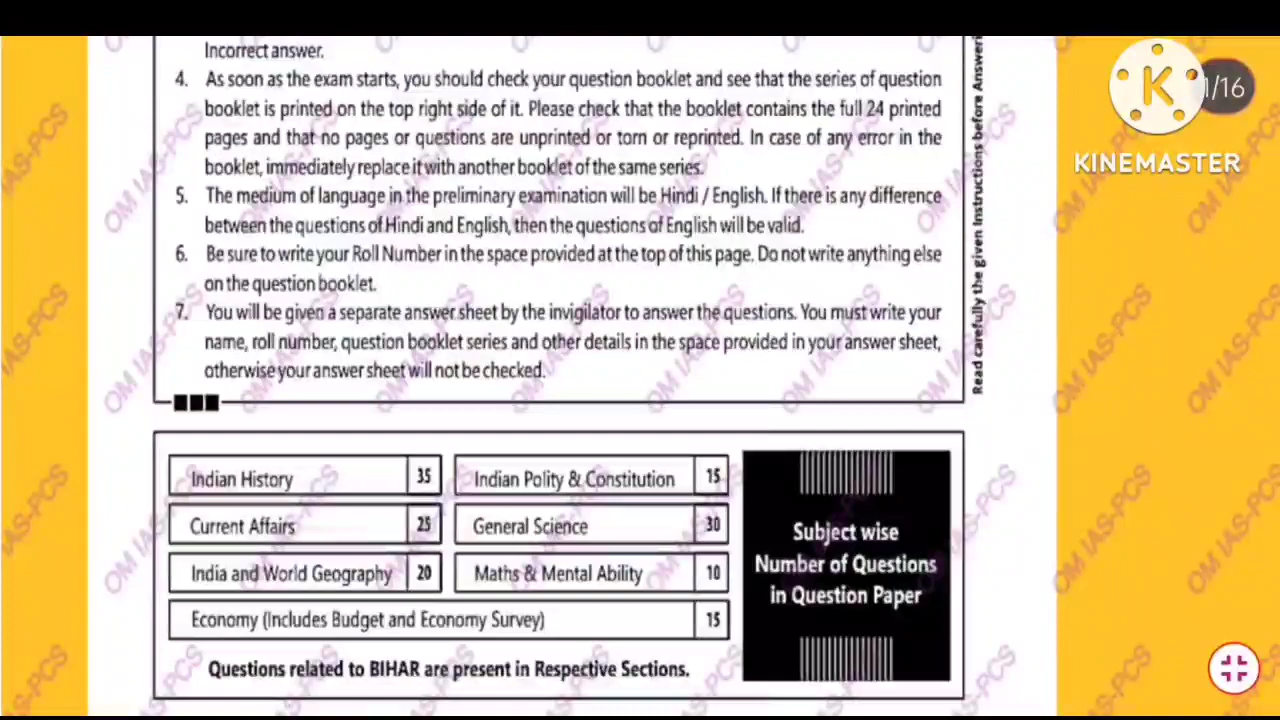 Incorrect answer.
4. As soon as the exam starts, you should check your question booklet and see that the series of question
booklet is printed on the top right side of it. Please check that the booklet contains the full 24 printed
pages and that no pages or questions are unprinted or torn or reprinted. In case of any error in the
booklet, immediately replace it with another booklet of the same series.
5. The medium of language in the preliminary examination will be Hindi / English. If there is any difference
between the questions of Hindi and English, then the questions of English will be valid.
6. Be sure to write your Roll Number in the space provided at the top of this page. Do not write anything else
on the question booklet.
7. You will be given a separate answer sheet by the invigilator to answer the questions. You must write your
name, roll number, question booklet series and other details in the space provided in your answer sheet,
otherwise your answer sheet will not be checked.
Read carefully the given Instructions before Answeri
1/16
K
KINEMASTER
Indian History 35
Indian Polity & Constitution 15
Current Affairs 25
General Science 30
India and World Geography 20
Maths & Mental Ability 10
Economy (Includes Budget and Economy Survey) 15
Subject wise
Number of Questions
in Question Paper
Questions related to BIHAR are present in Respective Sections.
OM IAS-PCS